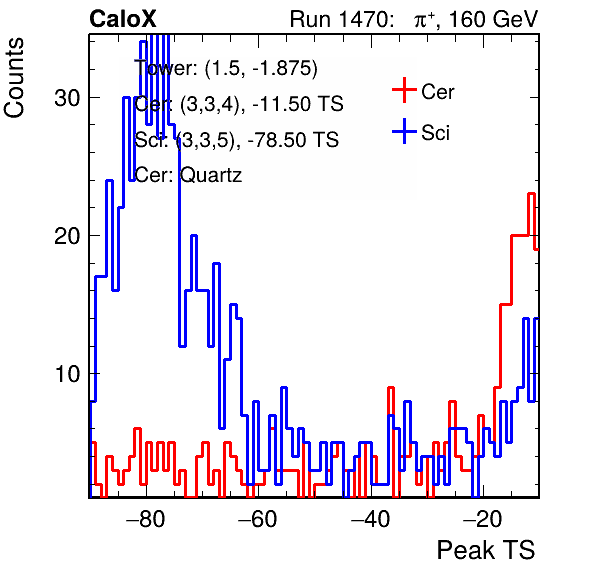 CaloX Run 1470: π⁺, 160 GeV
Counts
Tower: (1.5, -1.875)
Cer: (3,3,4), -11.50 TS
Sci: (3,3,5), -78.50 TS
Cer: Quartz
Cer
Sci
30
20
10
−80 −60 −40 −20
Peak TS